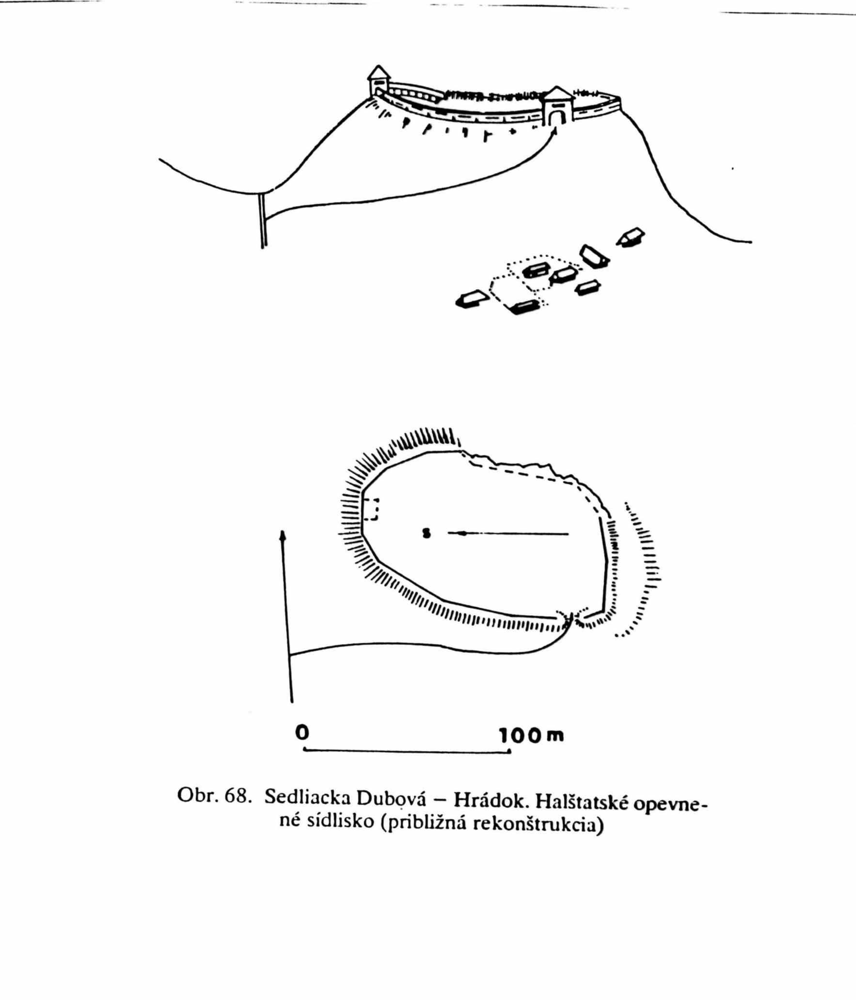 s
0 100 m
Obr. 68. Sedliacka Dubová – Hrádok. Halštatské opevne-
né sídlisko (približná rekonštrukcia)